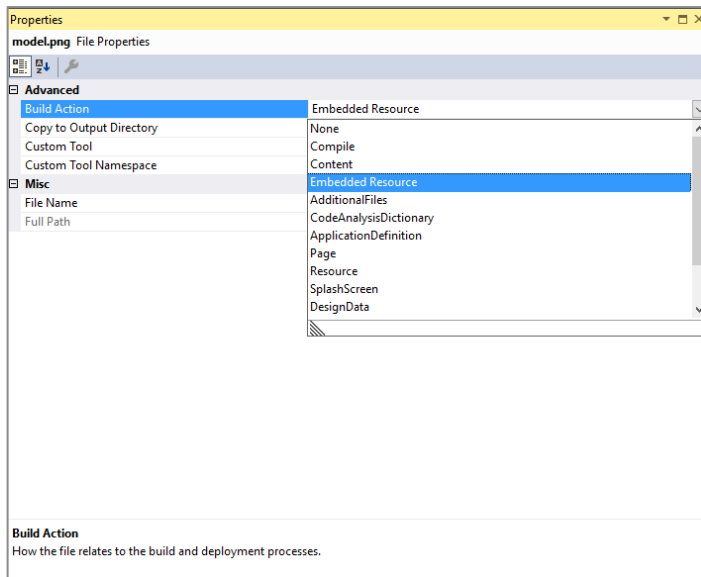 Properties
model.png File Properties
Advanced
Build Action Embedded Resource
Copy to Output Directory
Custom Tool
Custom Tool Namespace
Misc
File Name
Full Path
None
Compile
Content
Embedded Resource
AdditionalFiles
CodeAnalysisDictionary
ApplicationDefinition
Page
Resource
SplashScreen
DesignData
Build Action
How the file relates to the build and deployment processes.